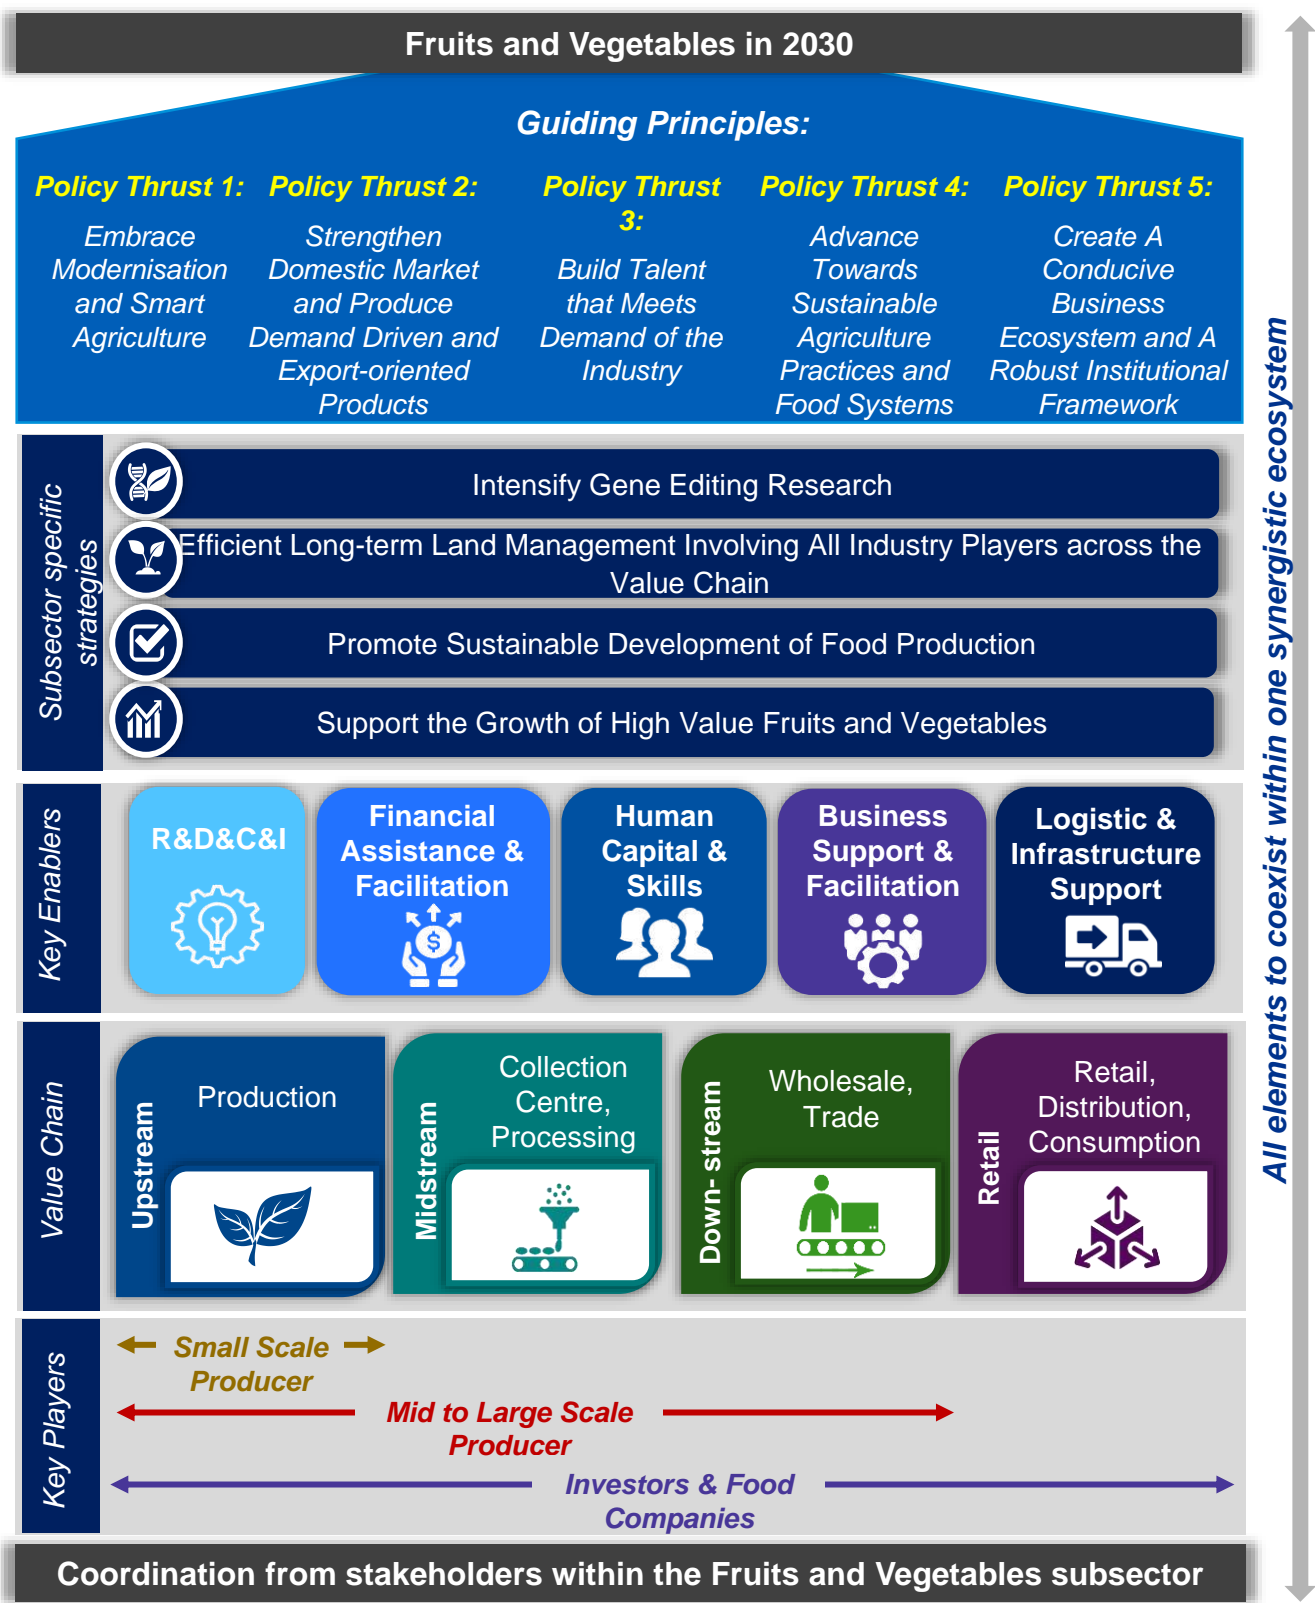 Fruits and Vegetables in 2030
Guiding Principles:
Policy Thrust 1:
Embrace
Modernisation
and Smart
Agriculture
Policy Thrust 2:
Strengthen
Domestic Market
and Produce
Demand Driven and
Export-oriented
Products
Policy Thrust
3:
Build Talent
that Meets
Demand of the
Industry
Policy Thrust 4:
Advance
Towards
Sustainable
Agriculture
Practices and
Food Systems
Policy Thrust 5:
Create A
Conducive
Business
Ecosystem and A
Robust Institutional
Framework
Subsector specific
strategies
Intensify Gene Editing Research
Efficient Long-term Land Management Involving All Industry Players across the
Value Chain
Promote Sustainable Development of Food Production
Support the Growth of High Value Fruits and Vegetables
Key Enablers
R&D&C&I
Financial
Assistance &
Facilitation
$
Human
Capital &
Skills
Business
Support &
Facilitation
Logistic &
Infrastructure
Support
Value Chain
Upstream
Production
Midstream
Collection
Centre,
Processing
Down- stream
Wholesale,
Trade
Retail
Retail,
Distribution,
Consumption
Key Players
Small Scale
Producer
Mid to Large Scale
Producer
Investors & Food
Companies
Coordination from stakeholders within the Fruits and Vegetables subsector
All elements to coexist within one synergistic ecosystem